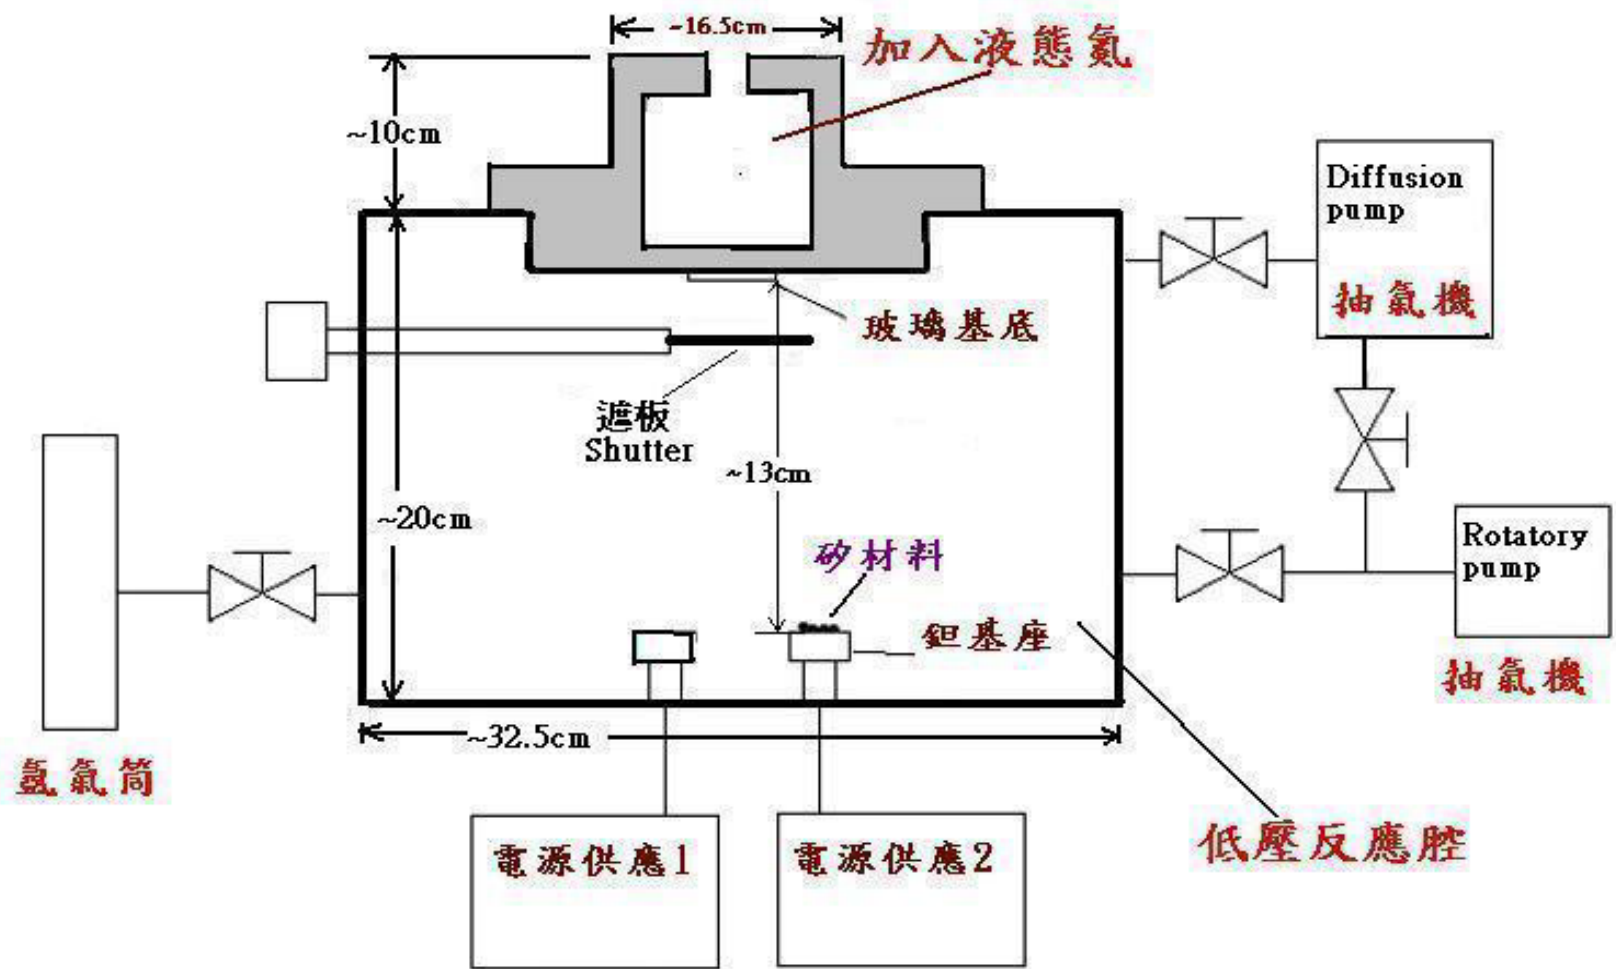 ~16.5cm
加入液態氮
~10cm
Diffusion
pump
抽氣機
玻璃基底
遮板
Shutter
~13cm
~20cm
矽材料
Rotatory
pump
鉭基座
抽氣機
~32.5cm
氬氣筒
低壓反應腔
電源供應1
電源供應2